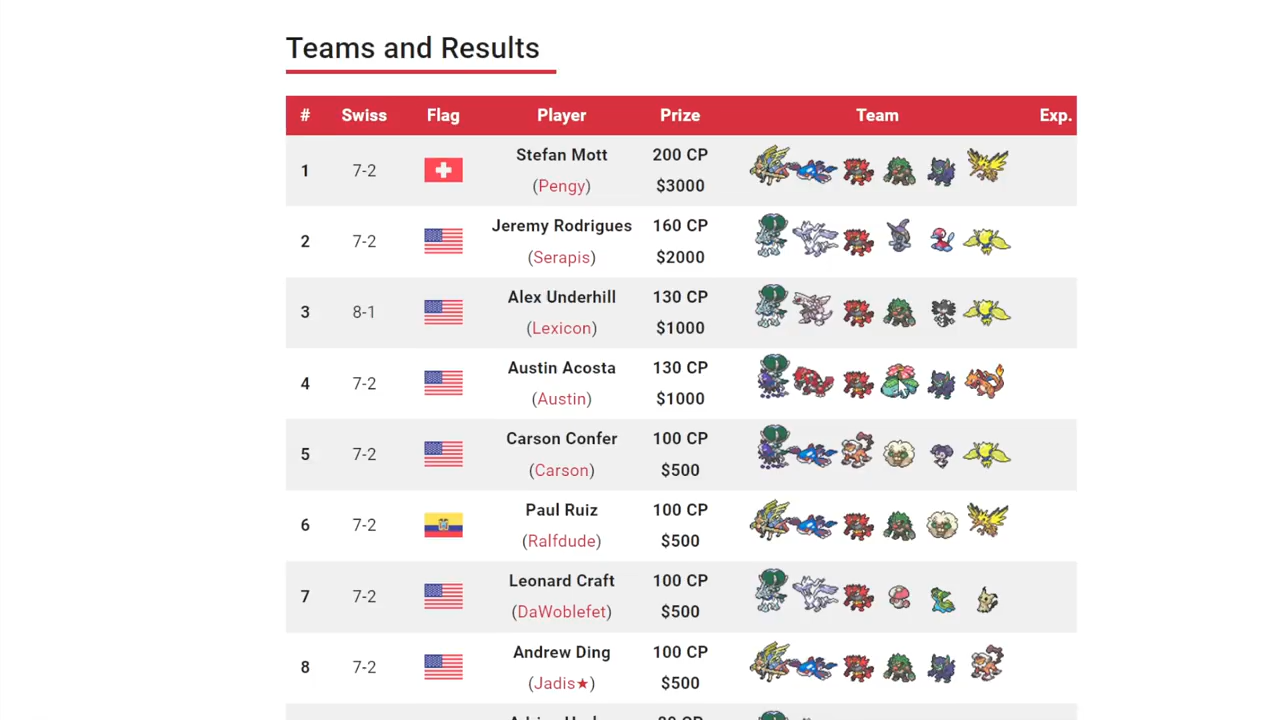 Teams and Results
# Swiss Flag Player Prize Team Exp.
1 7-2 Stefan Mott (Pengy) 200 CP $3000
2 7-2 Jeremy Rodrigues (Serapis) 160 CP $2000
3 8-1 Alex Underhill (Lexicon) 130 CP $1000
4 7-2 Austin Acosta (Austin) 130 CP $1000
5 7-2 Carson Confer (Carson) 100 CP $500
6 7-2 Paul Ruiz (Ralfdude) 100 CP $500
7 7-2 Leonard Craft (DaWoblefet) 100 CP $500
8 7-2 Andrew Ding (Jadis★) 100 CP $500